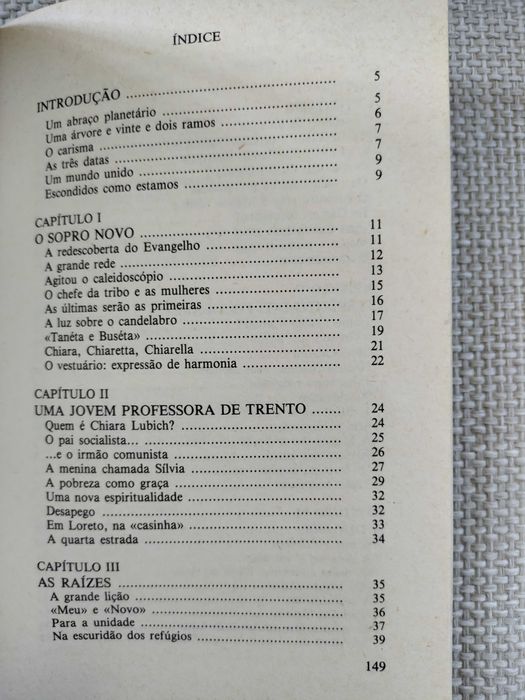 ÍNDICE
INTRODUÇÃO ........ 5
Um abraço planetário ........ 5
Uma árvore e vinte e dois ramos ........ 6
O carisma ........ 7
As três datas ........ 7
Um mundo unido ........ 9
Escondidos como estamos ........ 9
CAPÍTULO I
O SOPRO NOVO ........ 11
A redescoberta do Evangelho ........ 11
A grande rede ........ 12
Agitou o caleidoscópio ........ 13
O chefe da tribo e as mulheres ........ 15
As últimas serão as primeiras ........ 16
A luz sobre o candelabro ........ 17
«Tanéta e Buséta» ........ 19
Chiara, Chiaretta, Chiarella ........ 21
O vestuário: expressão de harmonia ........ 22
CAPÍTULO II
UMA JOVEM PROFESSORA DE TRENTO ....... 24
Quem é Chiara Lubich? ........ 24
O pai socialista... ........ 25
...e o irmão comunista ........ 26
A menina chamada Sílvia ........ 27
A pobreza como graça ........ 29
Uma nova espiritualidade ........ 32
Desapego ........ 32
Em Loreto, na «casinha» ........ 33
A quarta estrada ........ 34
CAPÍTULO III
AS RAÍZES ........ 35
A grande lição ........ 35
«Meu» e «Novo» ........ 36
Para a unidade ........ 37
Na escuridão dos refúgios ........ 39
149